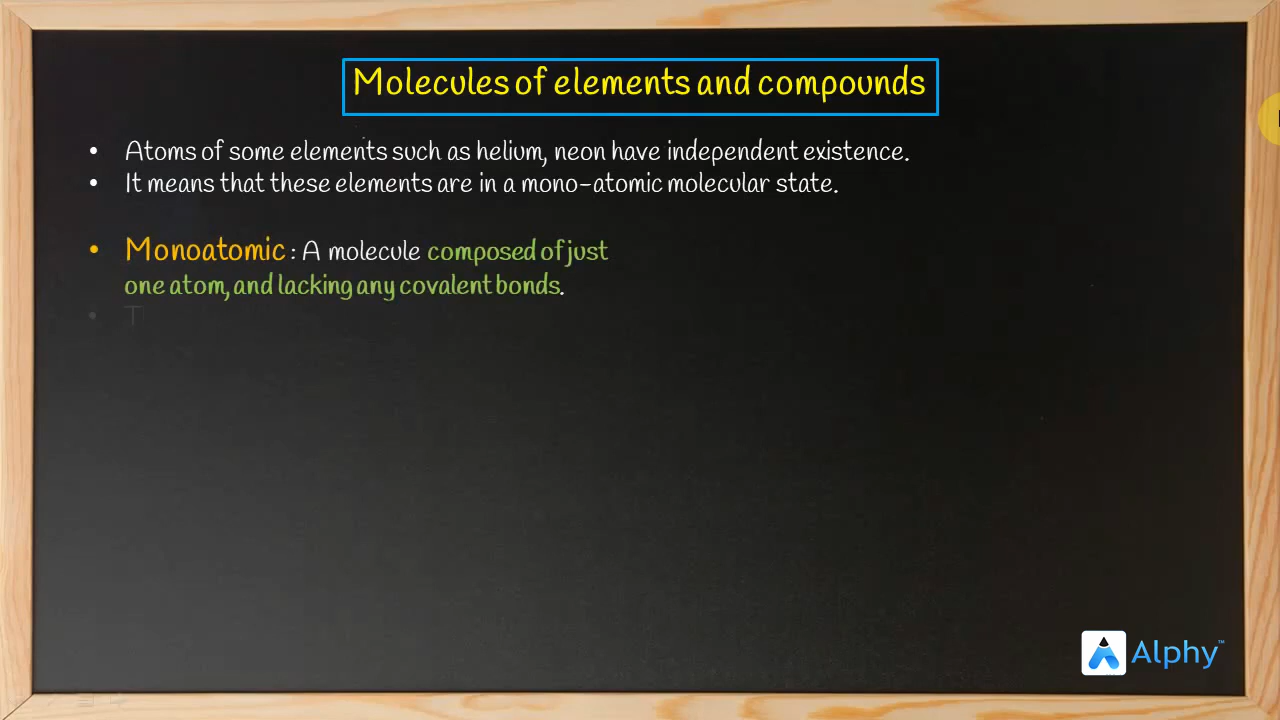 Molecules of elements and compounds
• Atoms of some elements such as helium, neon have independent existence.
• It means that these elements are in a mono-atomic molecular state.
• Monoatomic : A molecule composed of just
one atom, and lacking any covalent bonds.
• T
Alphy™